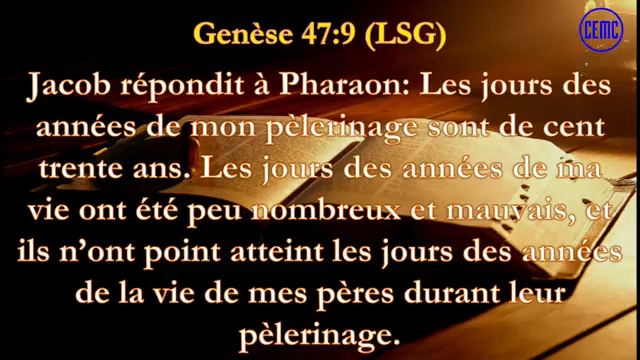 Genèse 47:9 (LSG)
CEMC
Jacob répondit à Pharaon: Les jours des
années de mon pèlerinage sont de cent
trente ans. Les jours des années de ma
vie ont été peu nombreux et mauvais, et
ils n’ont point atteint les jours des années
de la vie de mes pères durant leur
pèlerinage.